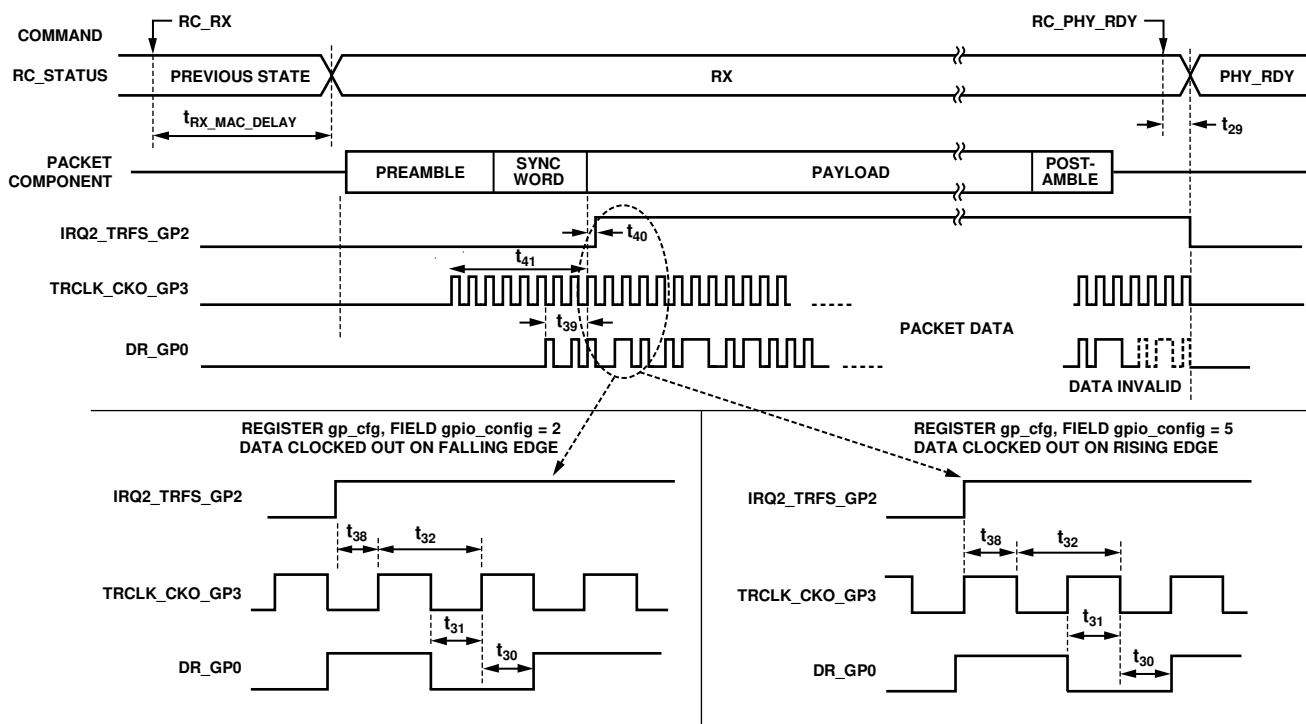 RC_RX
RC_PHY_RDY
COMMAND
RC_STATUS
PREVIOUS STATE
RX
PHY_RDY
tRX_MAC_DELAY
t29
PACKET
COMPONENT
PREAMBLE
SYNC
WORD
PAYLOAD
POST-
AMBLE
IRQ2_TRFS_GP2
t40
t41
TRCLK_CKO_GP3
t39
PACKET DATA
DR_GP0
DATA INVALID
REGISTER gp_cfg, FIELD gpio_config = 2
DATA CLOCKED OUT ON FALLING EDGE
IRQ2_TRFS_GP2
t38
t32
TRCLK_CKO_GP3
t31
t30
DR_GP0
REGISTER gp_cfg, FIELD gpio_config = 5
DATA CLOCKED OUT ON RISING EDGE
IRQ2_TRFS_GP2
t38
t32
TRCLK_CKO_GP3
t31
t30
DR_GP0